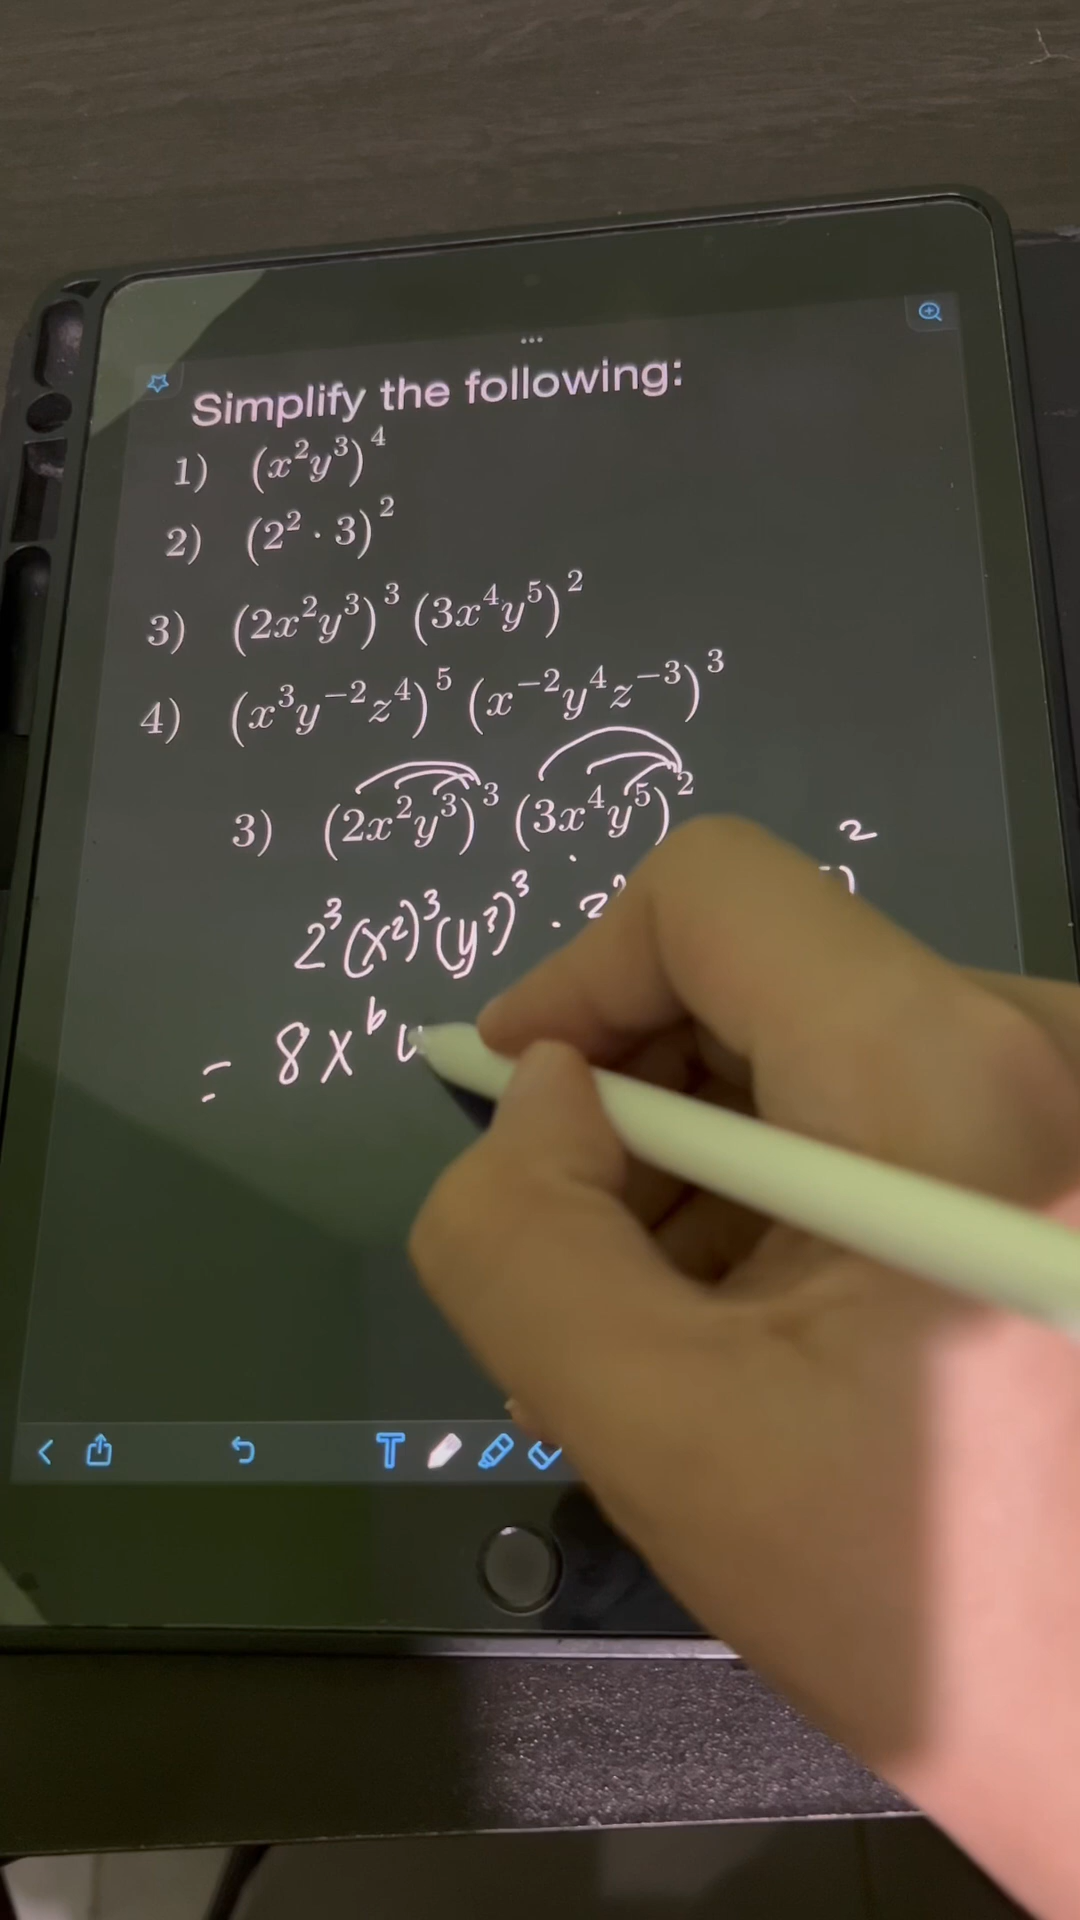 Simplify the following:
1) (x²y³)⁴
2) (2² · 3)²
3) (2x²y³)³ (3x⁴y⁵)²
4) (x³y⁻²z⁴)⁵ (x⁻²y⁴z⁻³)³
3) (2x²y³)³ (3x⁴y⁵)²
2³(x²)³(y³)³ · )²
= 8x⁶
T